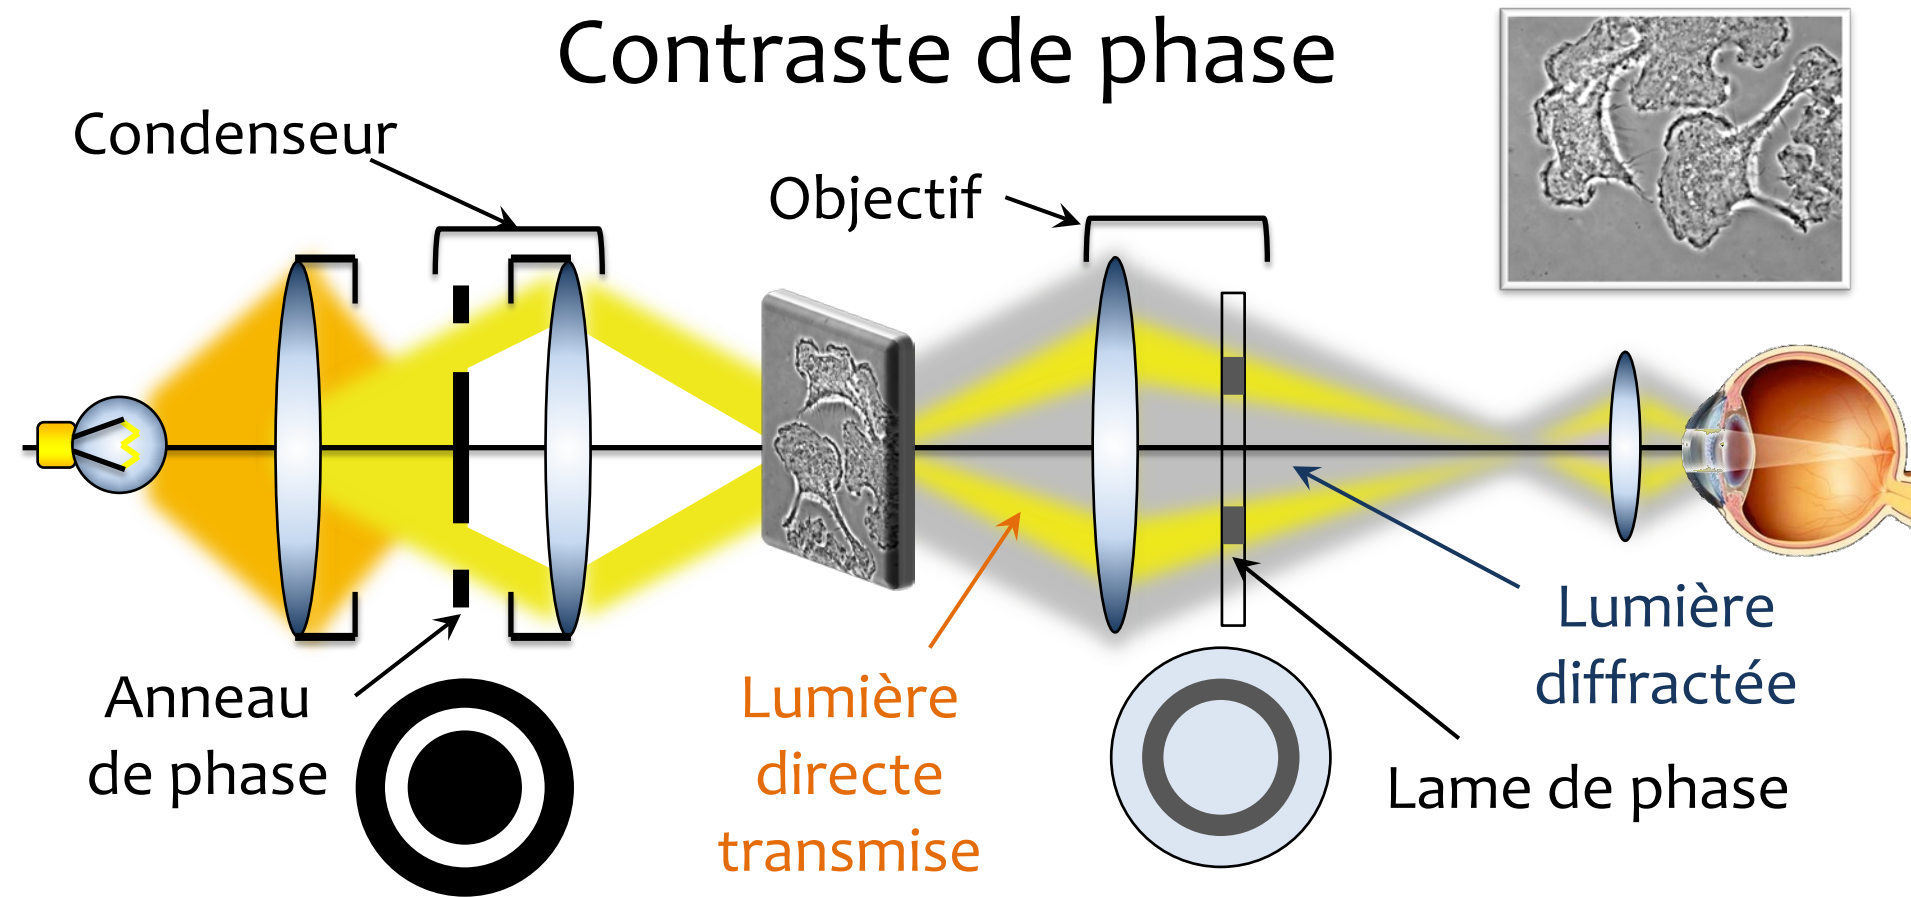 Contraste de phase
Condenseur
Objectif
Anneau
de phase
Lumière
directe
transmise
Lumière
diffractée
Lame de phase